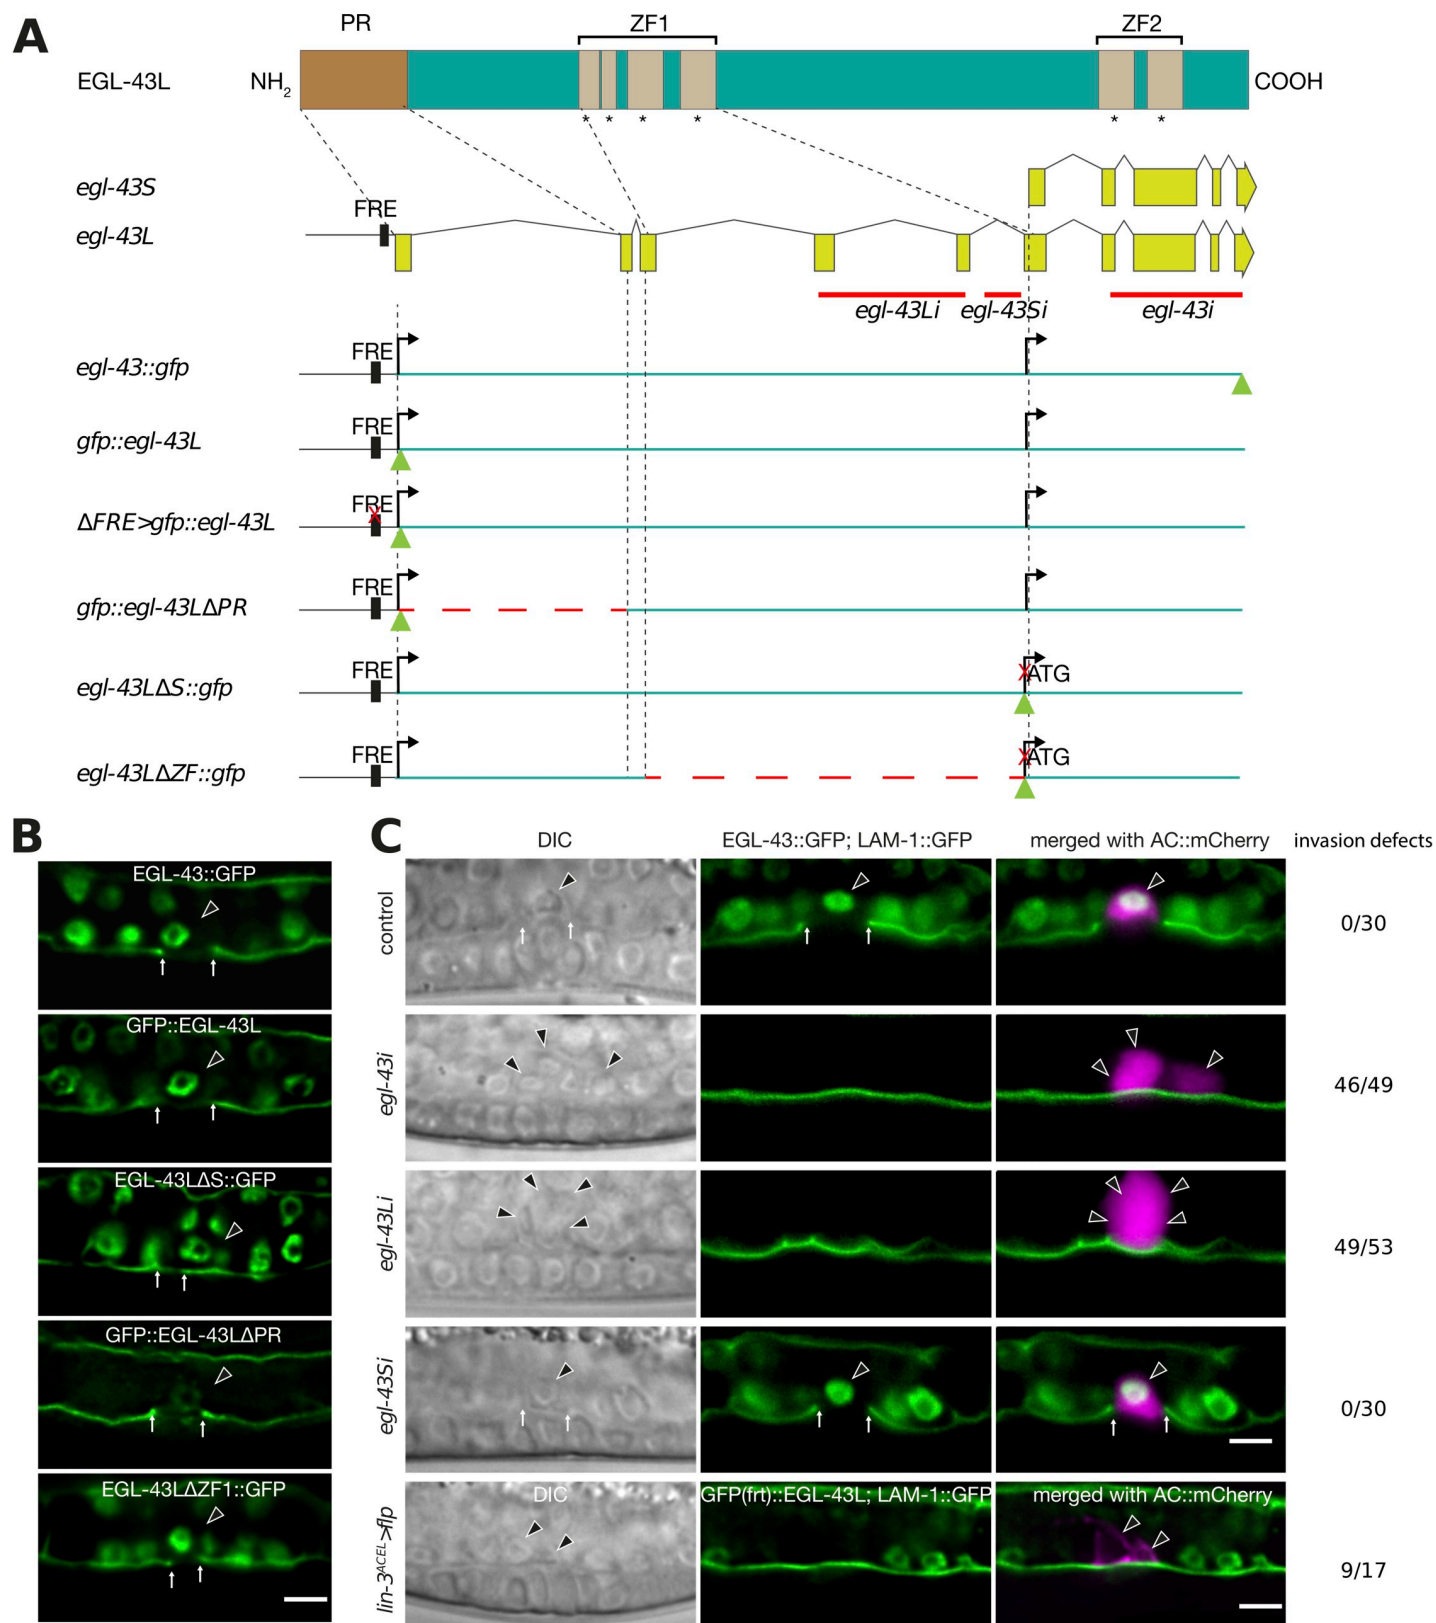 A
PR
ZF1
ZF2
EGL-43L
NH2
COOH
* * * * * *
egl-43S
FRE
egl-43L
egl-43Li
egl-43Si
egl-43i
FRE
egl-43::gfp
FRE
gfp::egl-43L
FRE
X
ΔFRE>gfp::egl-43L
FRE
gfp::egl-43LΔPR
FRE
X ATG
egl-43LΔS::gfp
FRE
X ATG
egl-43LΔZF::gfp
B
EGL-43::GFP
GFP::EGL-43L
EGL-43LΔS::GFP
GFP::EGL-43LΔPR
EGL-43LΔZF1::GFP
C
DIC
EGL-43::GFP; LAM-1::GFP
merged with AC::mCherry
invasion defects
control
0/30
egl-43i
46/49
egl-43Li
49/53
egl-43Si
0/30
lin-3ACEL>flp
DIC
GFP(frt)::EGL-43L; LAM-1::GFP
merged with AC::mCherry
9/17